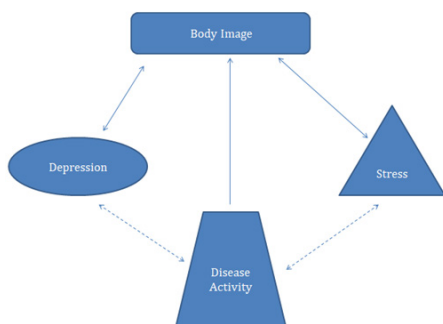 Body Image
Depression
Stress
Disease
Activity